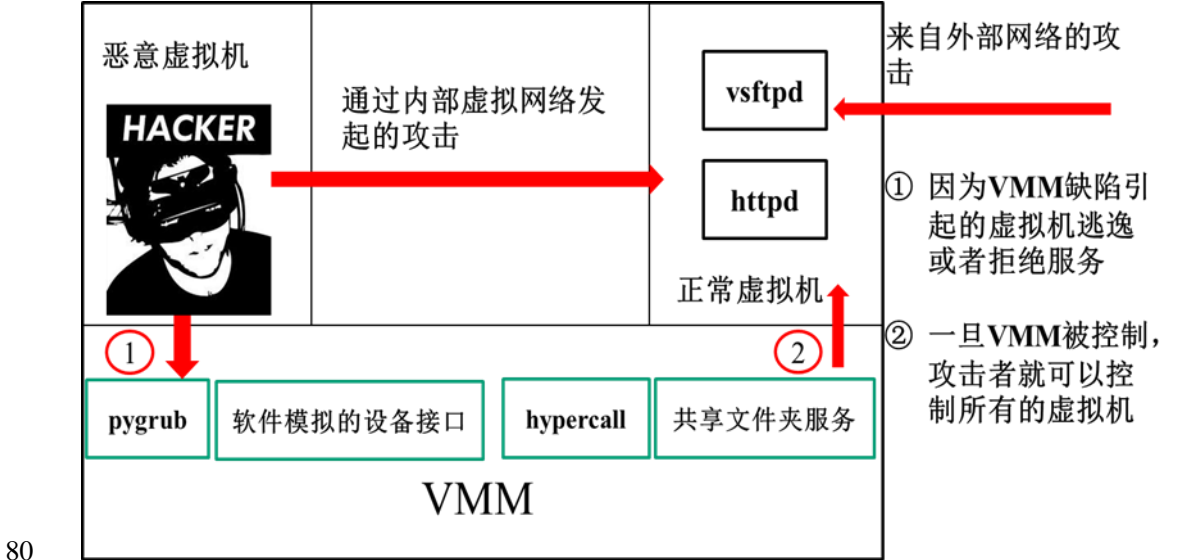 恶意虚拟机
HACKER
通过内部虚拟网络发
起的攻击
vsftpd
httpd
正常虚拟机
来自外部网络的攻
击
① 因为VMM缺陷引
起的虚拟机逃逸
或者拒绝服务
② 一旦VMM被控制，
攻击者就可以控
制所有的虚拟机
1
2
pygrub
软件模拟的设备接口
hypercall
共享文件夹服务
VMM
80